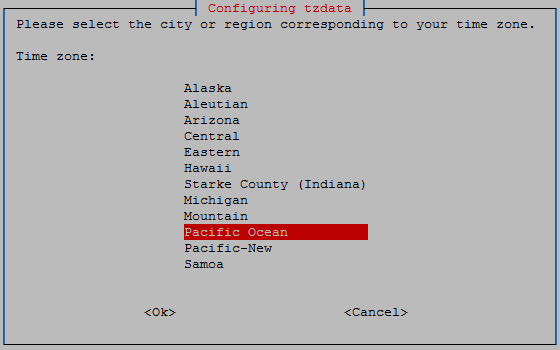 Configuring tzdata
Please select the city or region corresponding to your time zone.
Time zone:
Alaska
Aleutian
Arizona
Central
Eastern
Hawaii
Starke County (Indiana)
Michigan
Mountain
Pacific Ocean
Pacific-New
Samoa
<Ok> <Cancel>